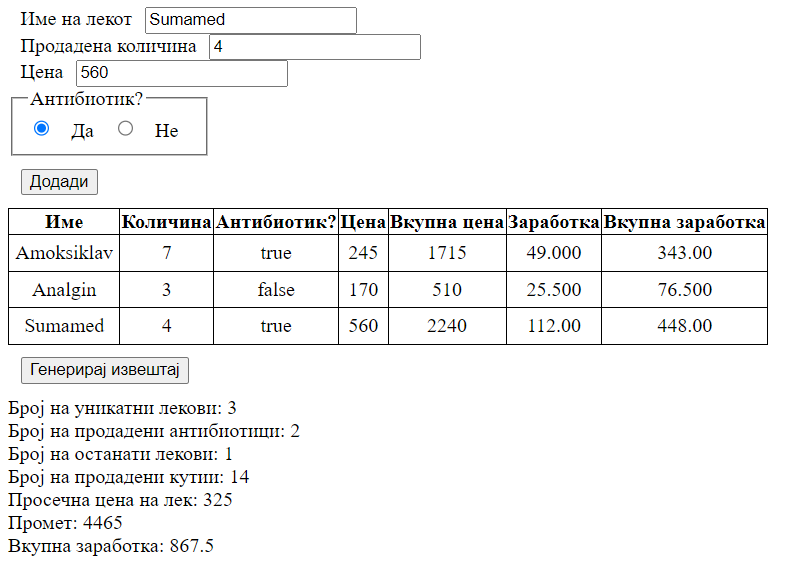 Име на лекот Sumamed
Продадена количина 4
Цена 560
Антибиотик?
Да Не
Додади
Име Количина Антибиотик? Цена Вкупна цена Заработка Вкупна заработка
Amoksiklav 7 true 245 1715 49.000 343.00
Analgin 3 false 170 510 25.500 76.500
Sumamed 4 true 560 2240 112.00 448.00
Генерирај извештај
Број на уникатни лекови: 3
Број на продадени антибиотици: 2
Број на останати лекови: 1
Број на продадени кутии: 14
Просечна цена на лек: 325
Промет: 4465
Вкупна заработка: 867.5